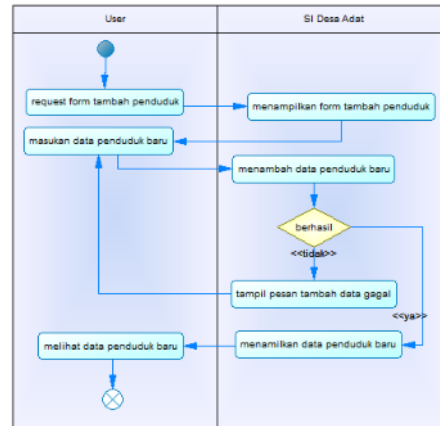 User
SI Desa Adat
request form tambah penduduk
menampilkan form tambah penduduk
masukan data penduduk baru
menambah data penduduk baru
berhasil
<<tidak>>
tampil pesan tambah data gagal
<<ya>>
melihat data penduduk baru
menamilkan data penduduk baru